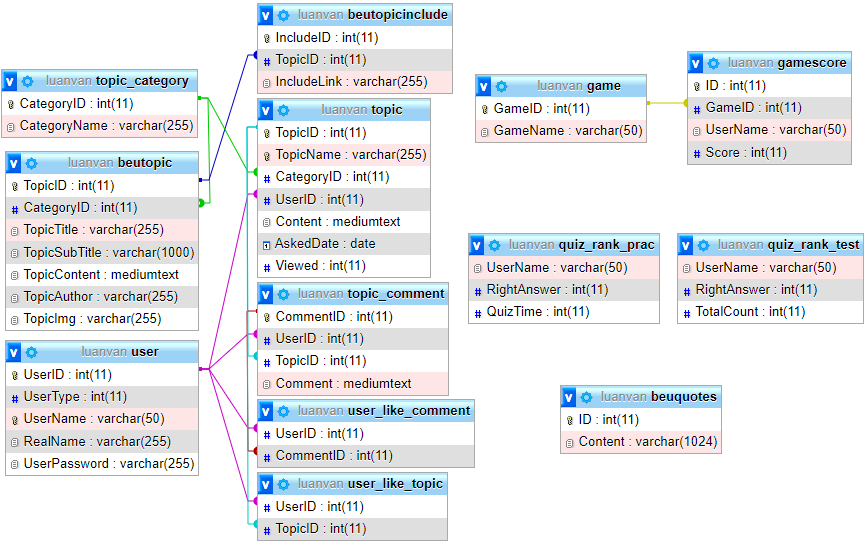 v luanvan beutopicinclude
IncludeID : int(11)
# TopicID : int(11)
IncludeLink : varchar(255)
v luanvan topic_category
CategoryID : int(11)
CategoryName : varchar(255)
v luanvan beutopic
TopicID : int(11)
# CategoryID : int(11)
TopicTitle : varchar(255)
TopicSubTitle : varchar(1000)
TopicContent : mediumtext
TopicAuthor : varchar(255)
TopicImg : varchar(255)
v luanvan user
UserID : int(11)
# UserType : int(11)
UserName : varchar(50)
RealName : varchar(255)
UserPassword : varchar(255)
v luanvan topic
TopicID : int(11)
TopicName : varchar(255)
# CategoryID : int(11)
# UserID : int(11)
Content : mediumtext
AskedDate : date
# Viewed : int(11)
v luanvan topic_comment
CommentID : int(11)
# UserID : int(11)
# TopicID : int(11)
Comment : mediumtext
v luanvan user_like_comment
# UserID : int(11)
# CommentID : int(11)
v luanvan user_like_topic
# UserID : int(11)
# TopicID : int(11)
v luanvan game
GameID : int(11)
GameName : varchar(50)
v luanvan gamescore
ID : int(11)
# GameID : int(11)
UserName : varchar(50)
# Score : int(11)
v luanvan quiz_rank_prac
UserName : varchar(50)
# RightAnswer : int(11)
# QuizTime : int(11)
v luanvan quiz_rank_test
UserName : varchar(50)
# RightAnswer : int(11)
# TotalCount : int(11)
v luanvan beuquotes
ID : int(11)
Content : varchar(1024)